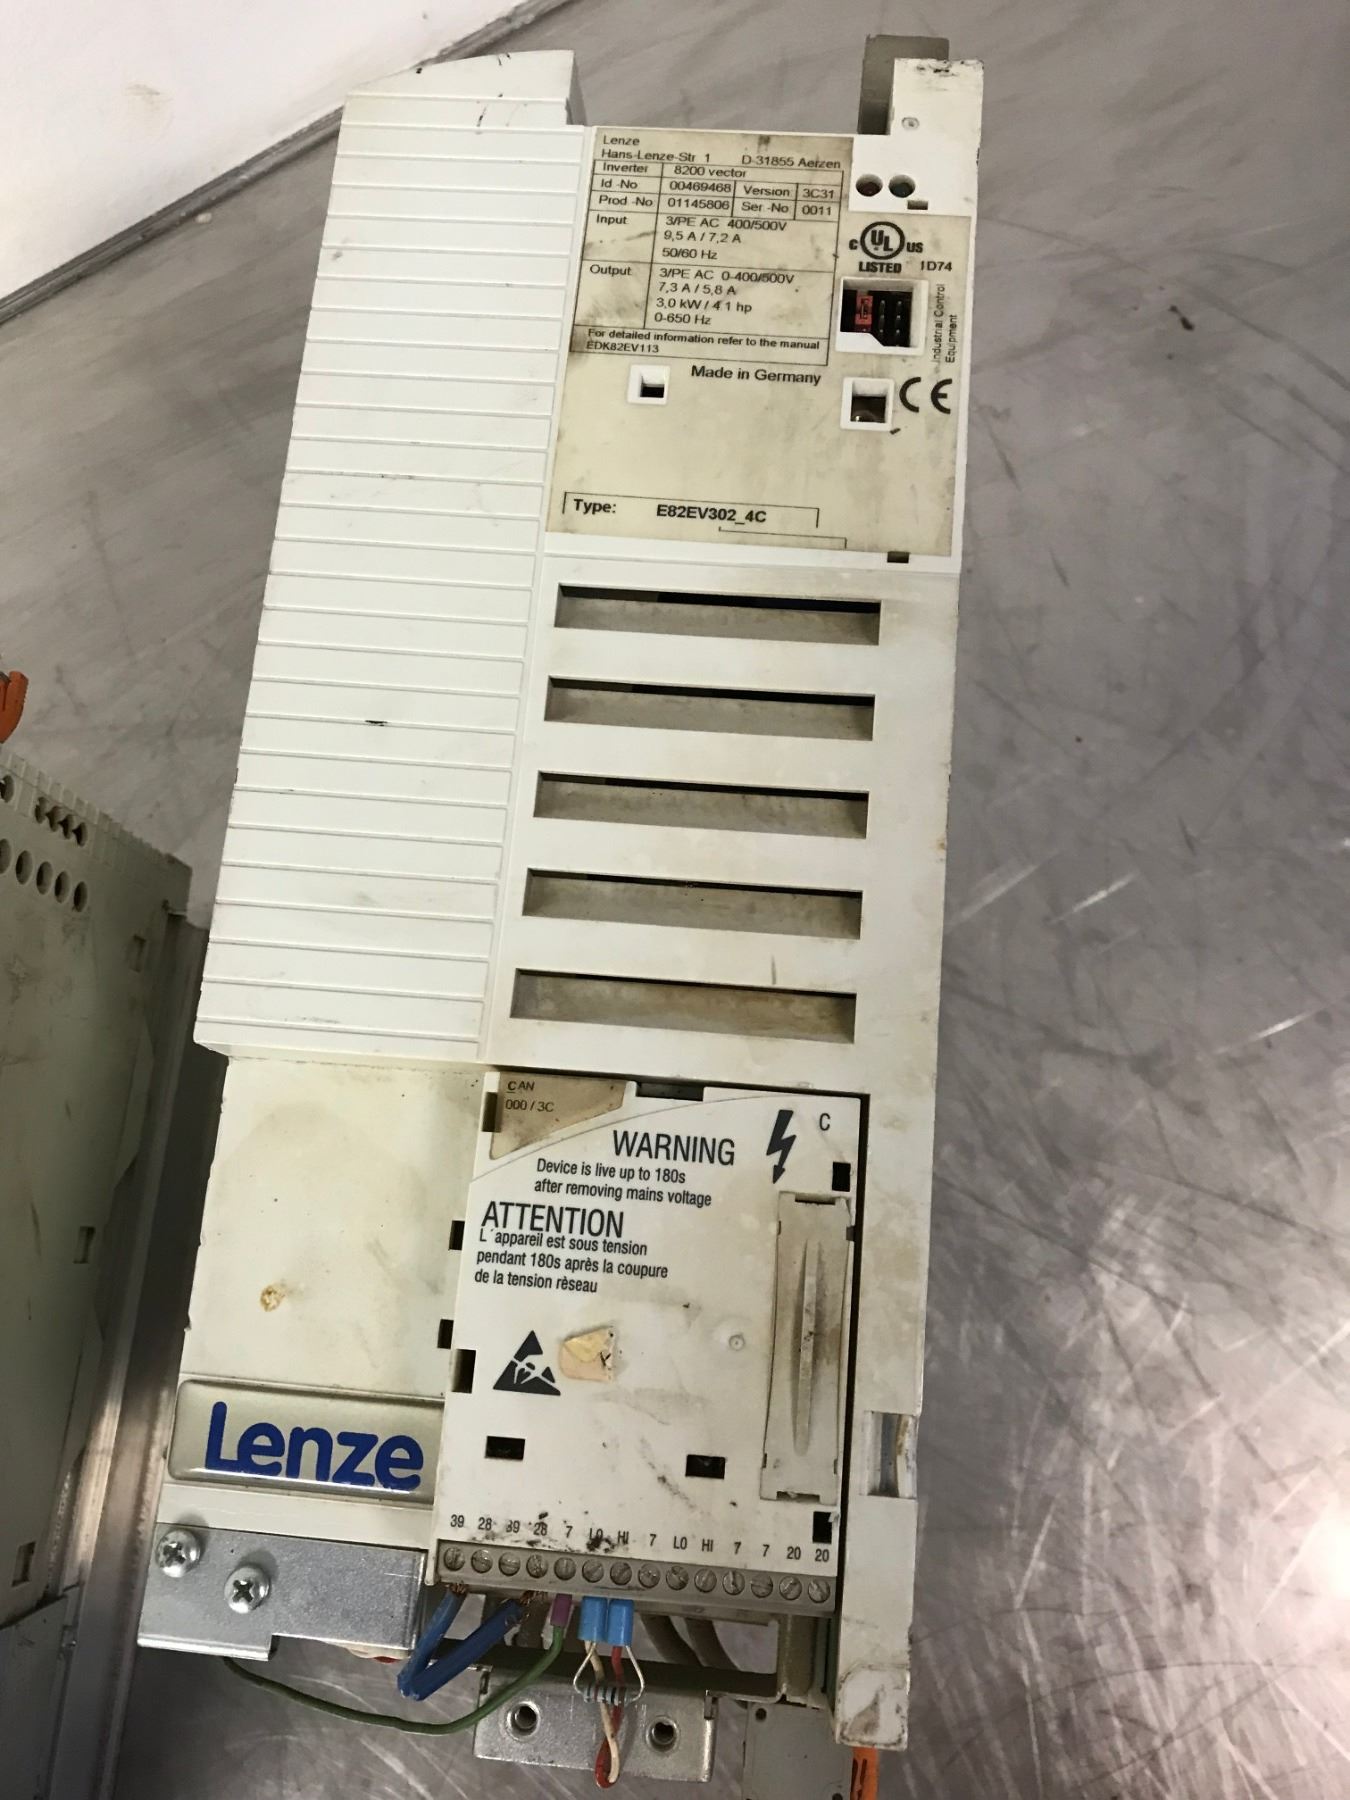 Lenze
Hans-Lenze-Str 1 D-31855 Aerzen
Inverter 8200 vector
Id -No 00469468 Version 3C31
Prod -No 01145806 Ser -No 0011
Input 3/PE AC 400/500V
9,5 A / 7,2 A
50/60 Hz
Output 3/PE AC 0-400/500V
7,3 A / 5,8 A
3,0 kW / 4.1 hp
0-650 Hz
For detailed information refer to the manual
EDK82EV113
Made in Germany
C UL US
LISTED 1D74
Industrial Control
Equipment
CE
Type: E82EV302_4C
CAN
000 / 3C
C
WARNING
Device is live up to 180s
after removing mains voltage
ATTENTION
L´appareil est sous tension
pendant 180s après la coupure
de la tension rèseau
Lenze
39 28 39 28 7 LO HI 7 LO HI 7 7 20 20